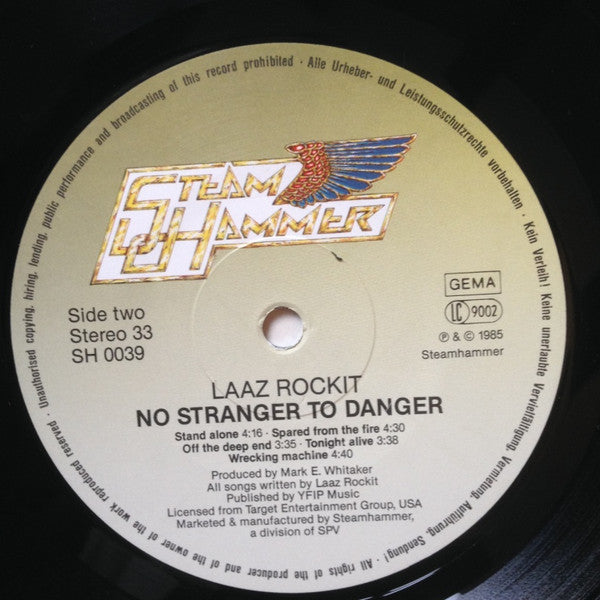 Unauthorised copying, hiring, lending, public performance and broadcasting of this record prohibited · Alle Urheber- und Leistungsschutzrechte vorbehalten · Kein Verleih! Keine unerlaubte Vervielfältigung, Vermietung, Aufführung, Sendung! · All rights of the producer and of the owner of the work reproduced reserved ·
STEAM
HAMMER
Side two
Stereo 33
SH 0039
GEMA
LC 9002
℗ & © 1985
Steamhammer
LAAZ ROCKIT
NO STRANGER TO DANGER
Stand alone 4:16 · Spared from the fire 4:30
Off the deep end 3:35 · Tonight alive 3:38
Wrecking machine 4:40
Produced by Mark E. Whitaker
All songs written by Laaz Rockit
Published by YFIP Music
Licensed from Target Entertainment Group, USA
Marketed & manufactured by Steamhammer,
a division of SPV